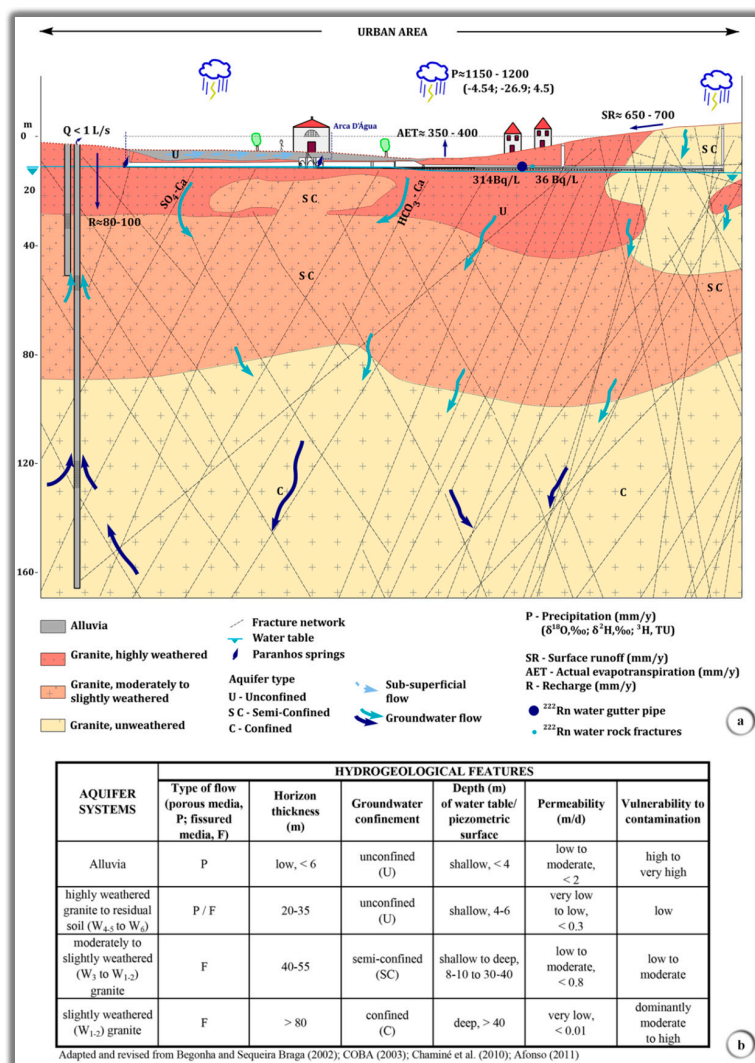 URBAN AREA
P≈1150 - 1200
(-4.54; -26.9; 4.5)
m
Q < 1 L/s
Arca D'Água
AET≈ 350 - 400
SR≈ 650 - 700
0
U
S C
314Bq/L 36 Bq/L
20
R≈80-100
SO₄-Ca
S C
HCO₃ - Ca
U
40
S C
S C
80
120
C
C
160
Alluvia
Granite, highly weathered
Granite, moderately to
slightly weathered
Granite, unweathered
Fracture network
Water table
Paranhos springs
Aquifer type
U - Unconfined
S C - Semi-Confined
C - Confined
Sub-superficial
flow
Groundwater flow
P - Precipitation (mm/y)
(δ¹⁸O,‰; δ²H,‰; ³H, TU)
SR - Surface runoff (mm/y)
AET - Actual evapotranspiration (mm/y)
R - Recharge (mm/y)
²²²Rn water gutter pipe
²²²Rn water rock fractures
a
AQUIFER
SYSTEMS
HYDROGEOLOGICAL FEATURES
Type of flow
(porous media,
P; fissured
media, F)
Horizon
thickness
(m)
Groundwater
confinement
Depth (m)
of water table/
piezometric
surface
Permeability
(m/d)
Vulnerability to
contamination
Alluvia
P
low, < 6
unconfined
(U)
shallow, < 4
low to
moderate,
< 2
high to
very high
highly weathered
granite to residual
soil (W₄₋₅ to W₆)
P / F
20-35
unconfined
(U)
shallow, 4-6
very low
to low,
< 0.3
low
moderately to
slightly weathered
(W₃ to W₁₋₂)
granite
F
40-55
semi-confined
(SC)
shallow to deep,
8-10 to 30-40
low to
moderate,
< 0.8
low to
moderate
slightly weathered
(W₁₋₂) granite
F
> 80
confined
(C)
deep, > 40
very low,
< 0.01
dominantly
moderate
to high
b
Adapted and revised from Begonha and Sequeira Braga (2002); COBA (2003); Chaminé et al. (2010); Afonso (2011)